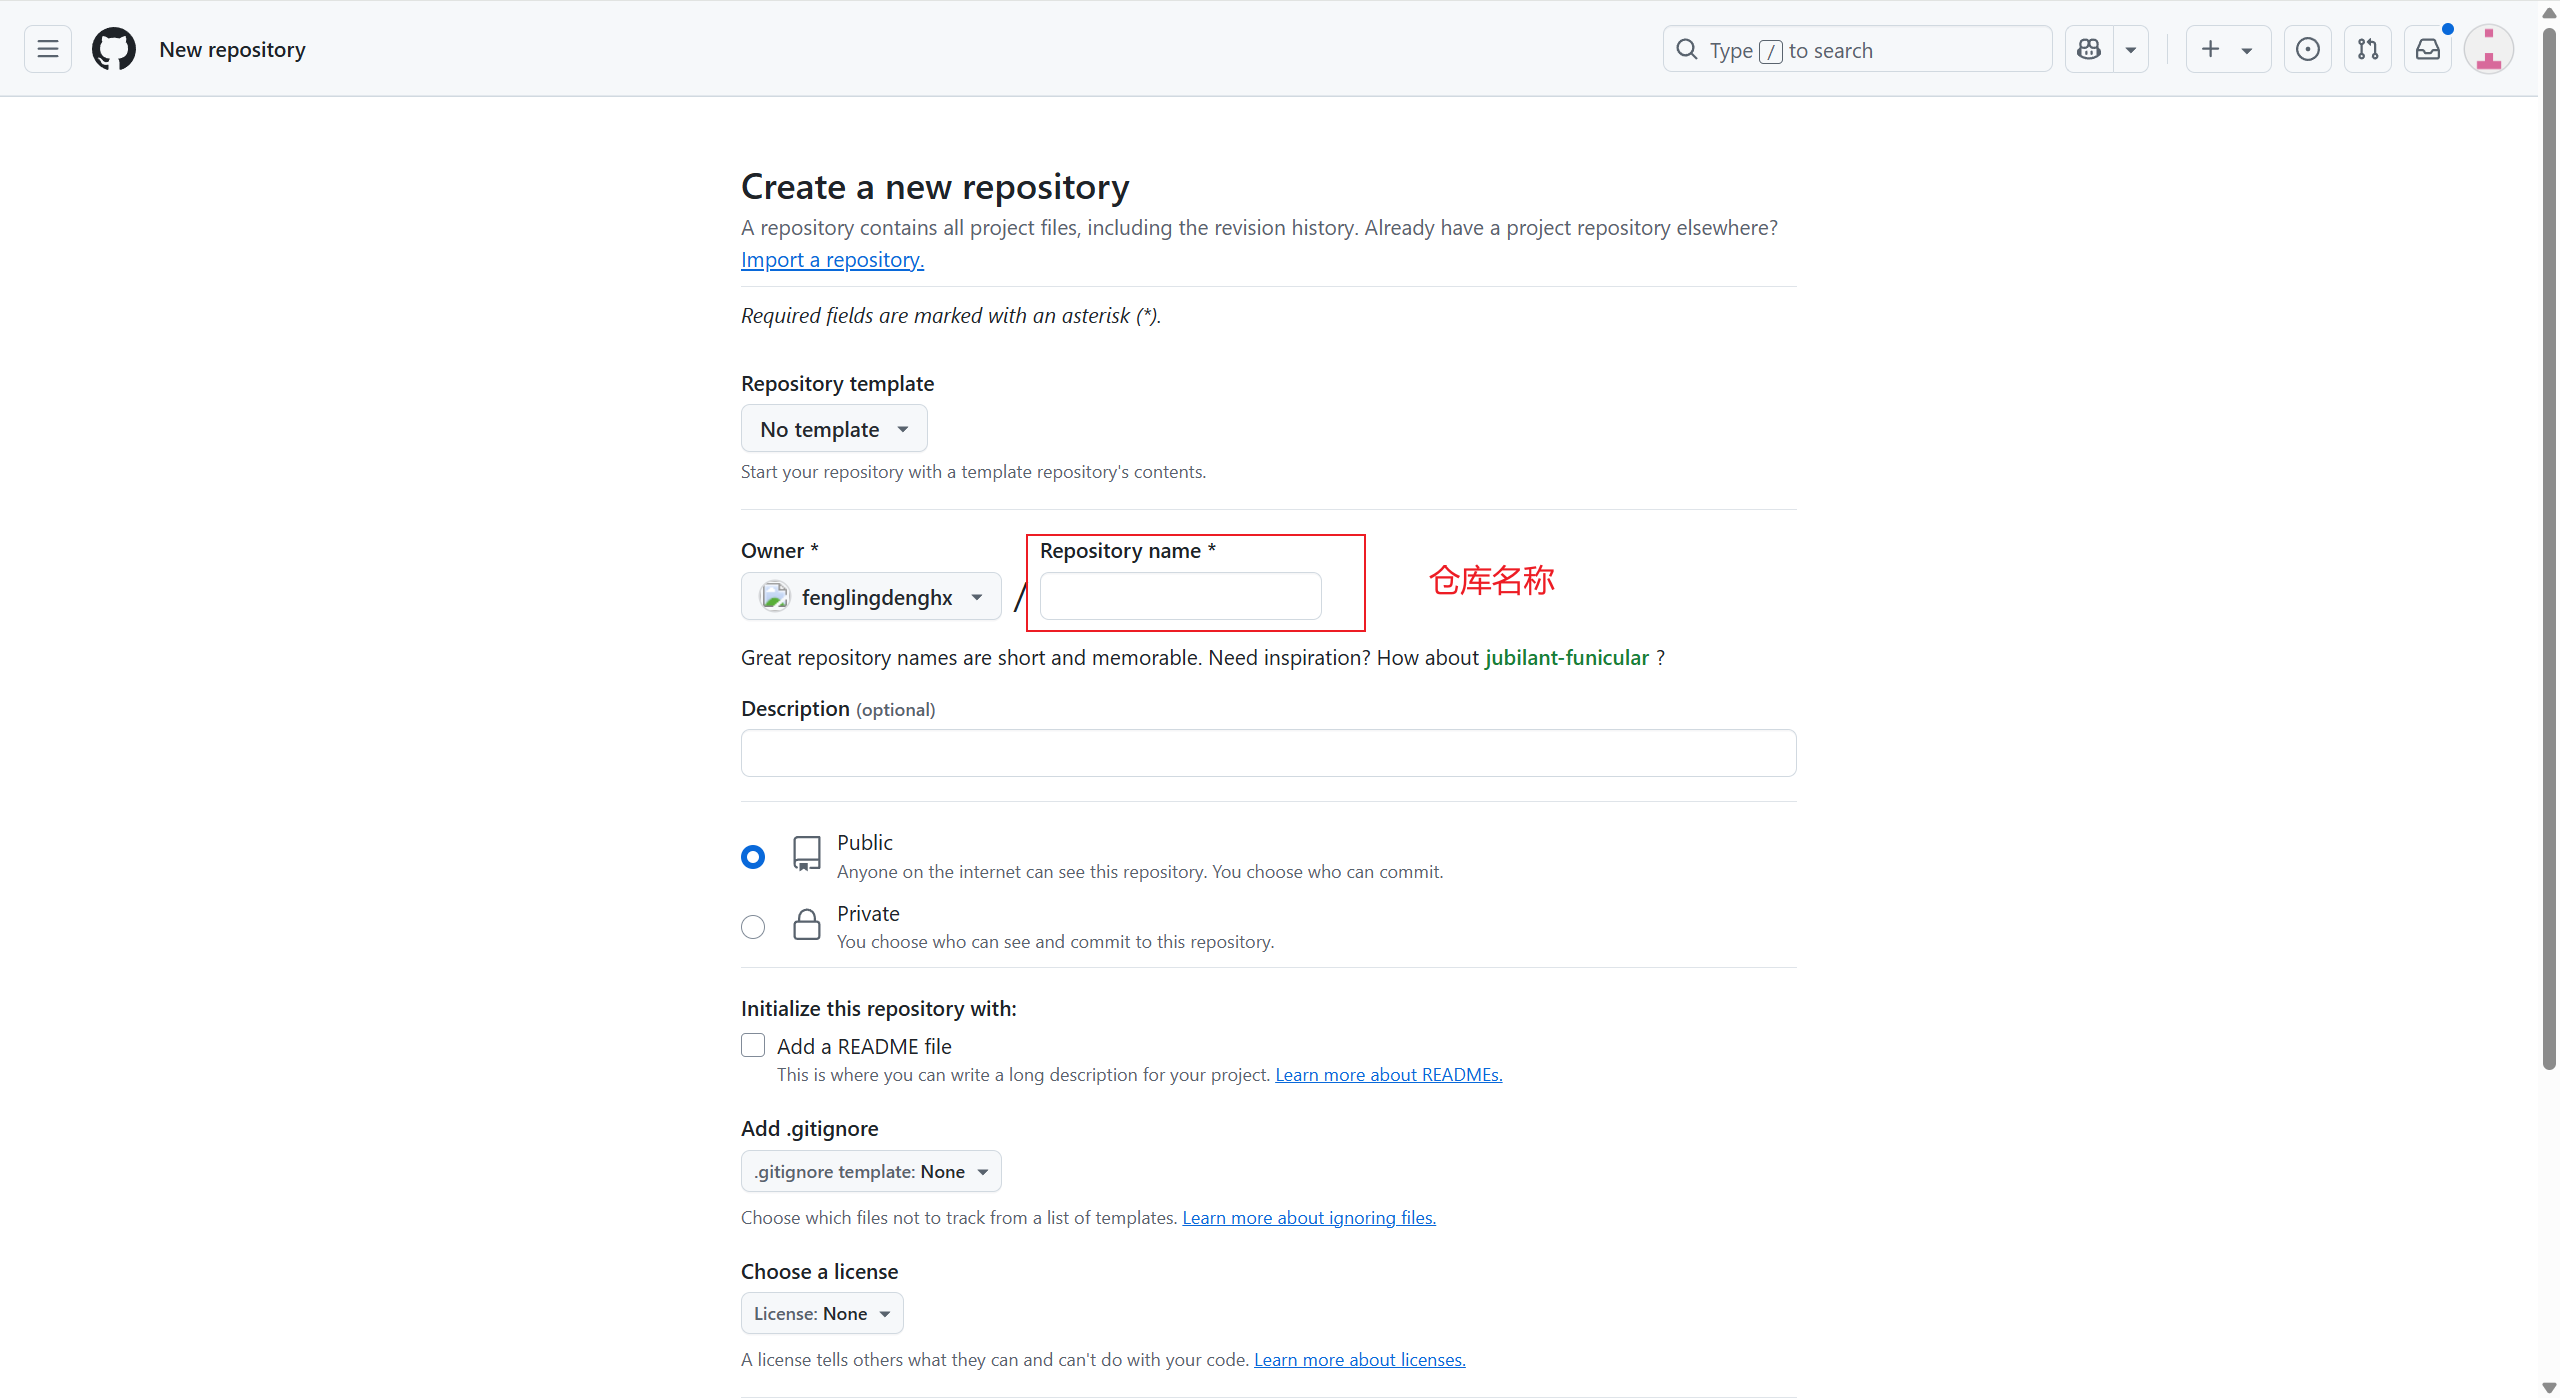 New repository
Type / to search
Create a new repository
A repository contains all project files, including the revision history. Already have a project repository elsewhere?
Import a repository.
Required fields are marked with an asterisk (*).
Repository template
No template
Start your repository with a template repository's contents.
Owner *
Repository name *
fenglingdenghx
/
仓库名称
Great repository names are short and memorable. Need inspiration? How about jubilant-funicular ?
Description (optional)
Public
Anyone on the internet can see this repository. You choose who can commit.
Private
You choose who can see and commit to this repository.
Initialize this repository with:
Add a README file
This is where you can write a long description for your project. Learn more about READMEs.
Add .gitignore
.gitignore template: None
Choose which files not to track from a list of templates. Learn more about ignoring files.
Choose a license
License: None
A license tells others what they can and can't do with your code. Learn more about licenses.